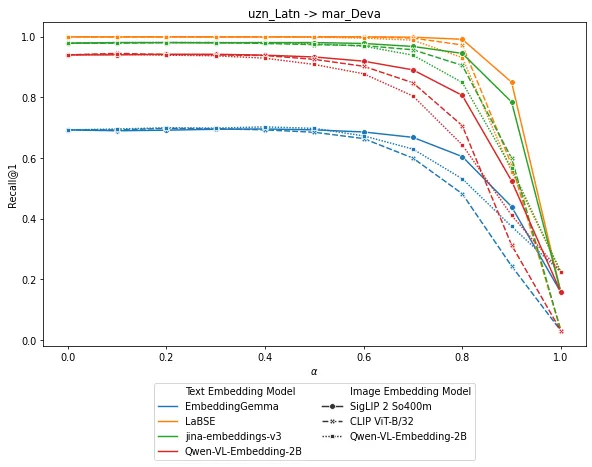 uzn_Latn -> mar_Deva
Recall@1
1.0
0.8
0.6
0.4
0.2
0.0
0.0 0.2 0.4 0.6 0.8 1.0
α
Text Embedding Model
EmbeddingGemma
LaBSE
jina-embeddings-v3
Qwen-VL-Embedding-2B
Image Embedding Model
SigLIP 2 So400m
CLIP ViT-B/32
Qwen-VL-Embedding-2B